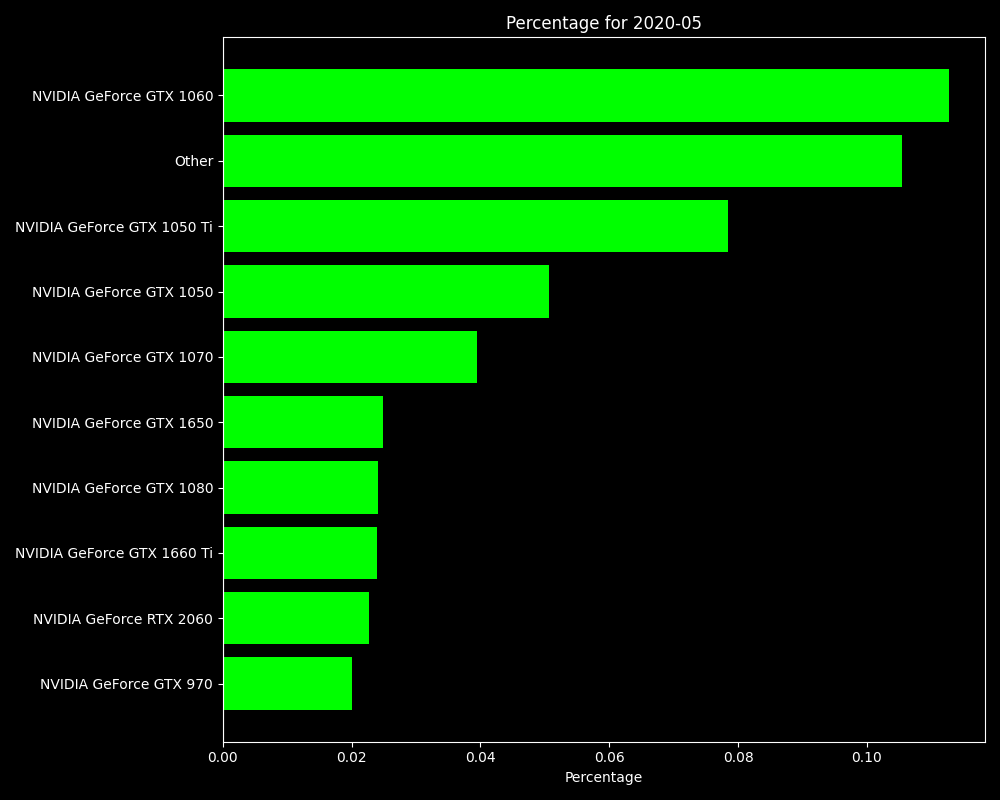 Percentage for 2020-05
NVIDIA GeForce GTX 1060
Other
NVIDIA GeForce GTX 1050 Ti
NVIDIA GeForce GTX 1050
NVIDIA GeForce GTX 1070
NVIDIA GeForce GTX 1650
NVIDIA GeForce GTX 1080
NVIDIA GeForce GTX 1660 Ti
NVIDIA GeForce RTX 2060
NVIDIA GeForce GTX 970
0.00 0.02 0.04 0.06 0.08 0.10
Percentage